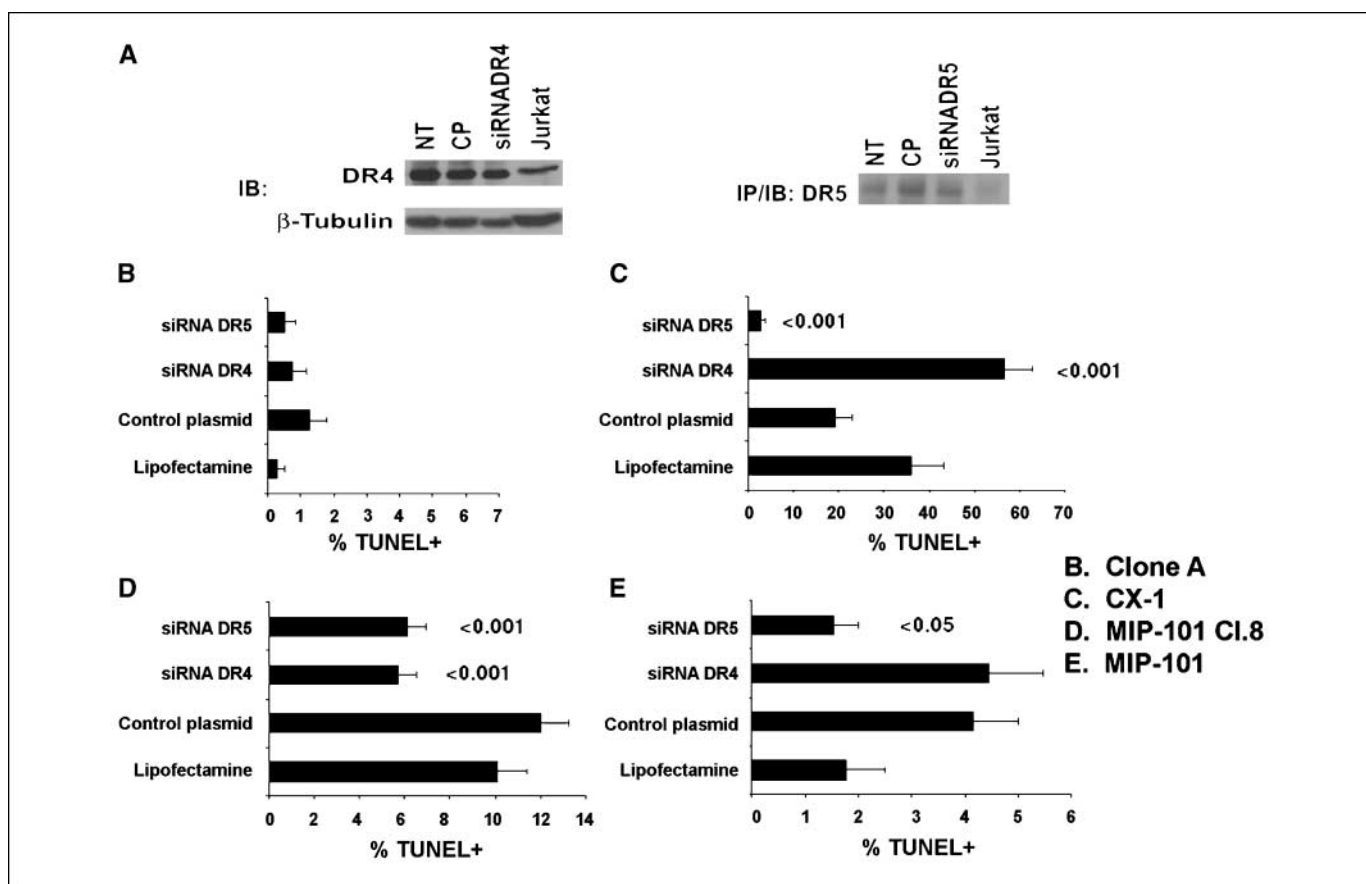 A
NT
CP
siRNADR4
Jurkat
IB:
DR4
β-Tubulin
NT
CP
siRNADR5
Jurkat
IP/IB: DR5
B
siRNA DR5
siRNA DR4
Control plasmid
Lipofectamine
0 1 2 3 4 5 6 7
% TUNEL+
C
siRNA DR5
<0.001
siRNA DR4
<0.001
Control plasmid
Lipofectamine
0 10 20 30 40 50 60 70
% TUNEL+
D
siRNA DR5
<0.001
siRNA DR4
<0.001
Control plasmid
Lipofectamine
0 2 4 6 8 10 12 14
% TUNEL+
E
siRNA DR5
<0.05
siRNA DR4
Control plasmid
Lipofectamine
0 1 2 3 4 5 6
% TUNEL+
B. Clone A
C. CX-1
D. MIP-101 Cl.8
E. MIP-101